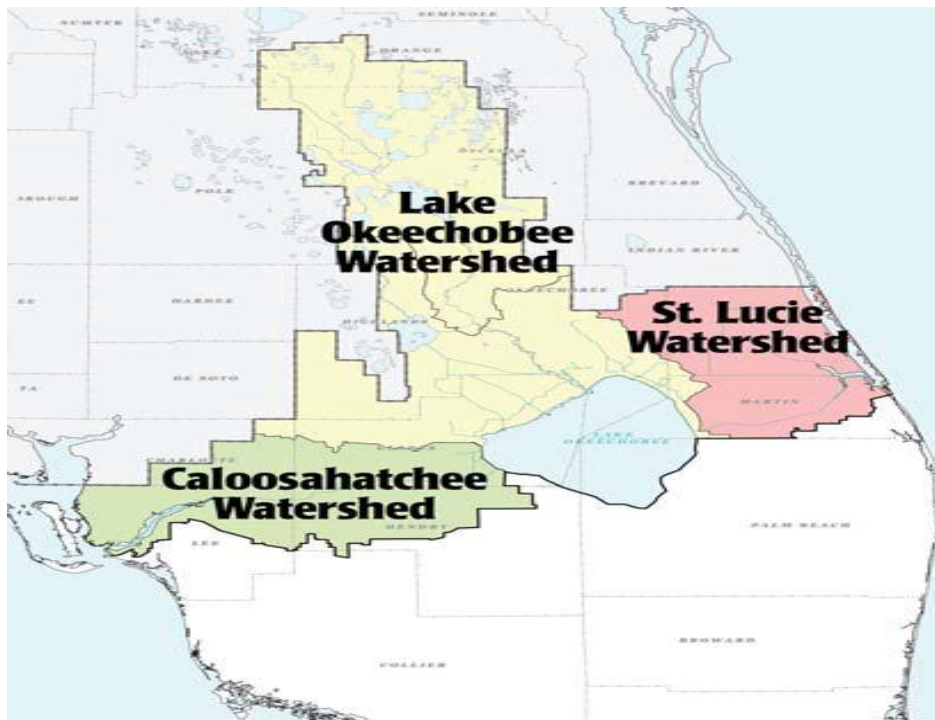 SEMINOLE
SUMTER
LAKE
ORANGE
OSCEOLA
POLK
BREVARD
Lake
Okeechobee
Watershed
INDIAN RIVER
OKEECHOBEE
HARDEE
HIGHLANDS
St. Lucie
Watershed
DE SOTO
MARTIN
LAKE
OKEECHOBEE
CHARLOTTE
GLADES
Caloosahatchee
Watershed
HENDRY
PALM BEACH
LEE
BROWARD
COLLIER